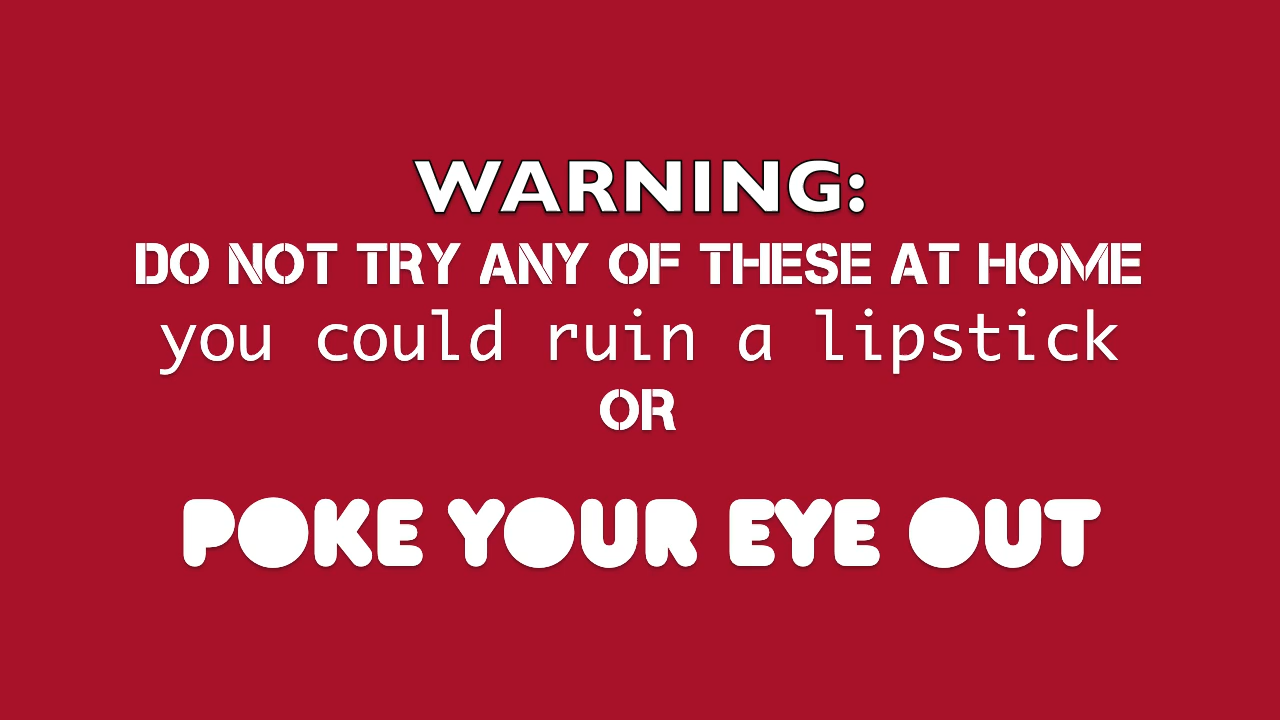 WARNING:
DO NOT TRY ANY OF THESE AT HOME
you could ruin a lipstick
OR
POKE YOUR EYE OUT